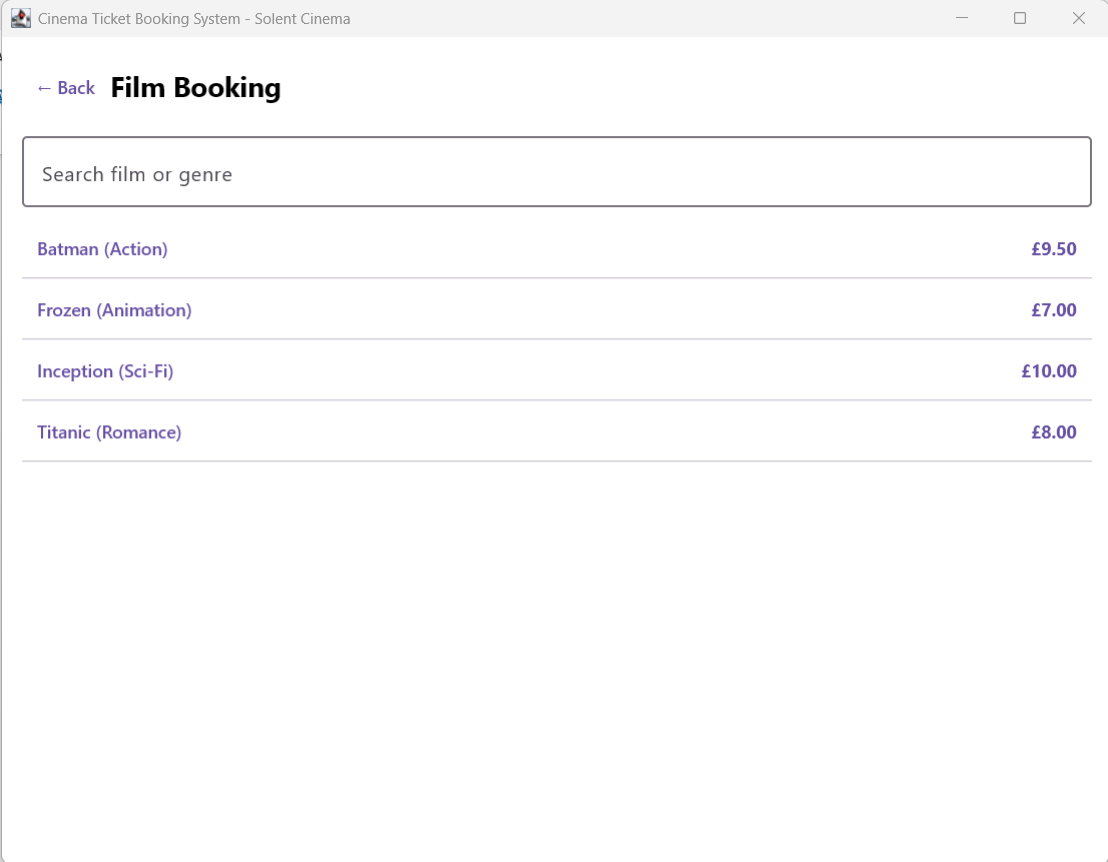 Cinema Ticket Booking System - Solent Cinema
← Back Film Booking
Search film or genre
Batman (Action) £9.50
Frozen (Animation) £7.00
Inception (Sci-Fi) £10.00
Titanic (Romance) £8.00